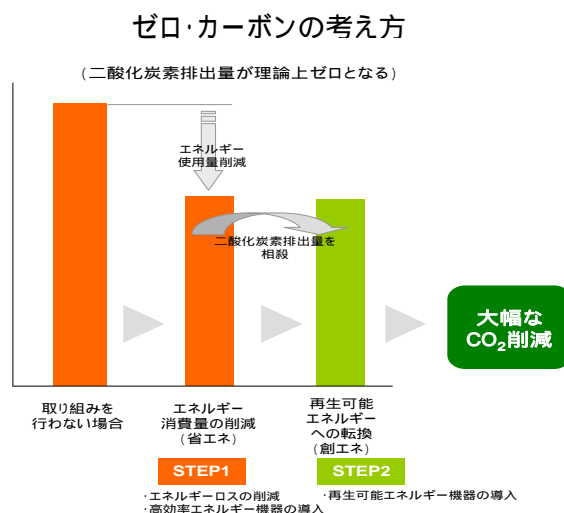 ゼロ・カーボンの考え方
(二酸化炭素排出量が理論上ゼロとなる)
エネルギー
使用量削減
二酸化炭素排出量を
相殺
大幅な
CO₂削減
取り組みを
行わない場合
エネルギー
消費量の削減
(省エネ)
再生可能
エネルギー
への転換
(創エネ)
STEP1
STEP2
・エネルギーロスの削減
・高効率エネルギー機器の導入
・再生可能エネルギー機器の導入